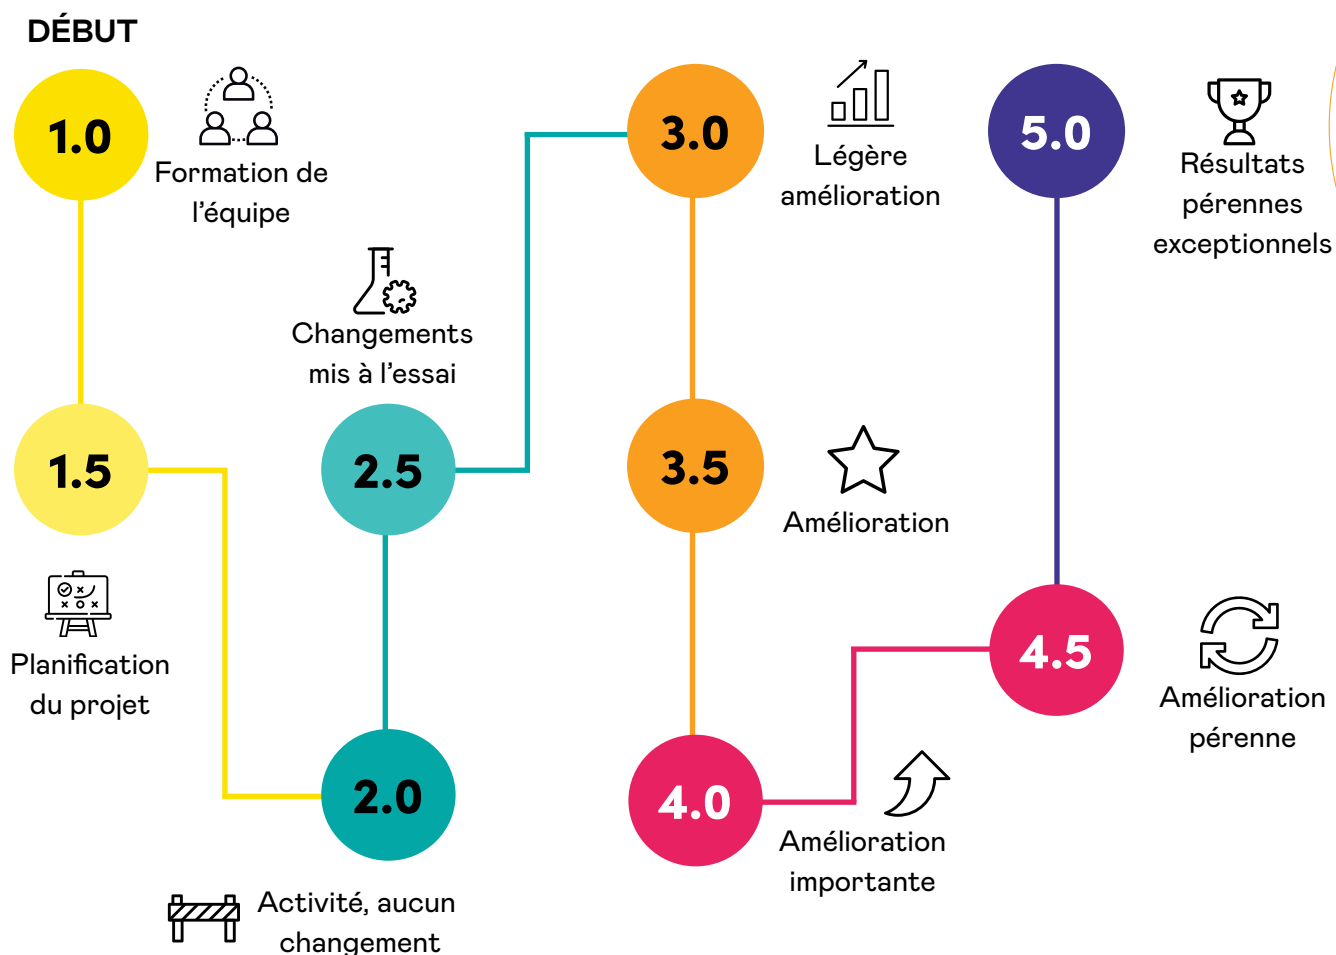 DÉBUT
1.0
Formation de
l’équipe
1.5
Planification
du projet
2.0
Activité, aucun
changement
2.5
Changements
mis à l’essai
3.0
Légère
amélioration
3.5
Amélioration
4.0
Amélioration
importante
4.5
Amélioration
pérenne
5.0
Résultats
pérennes
exceptionnels